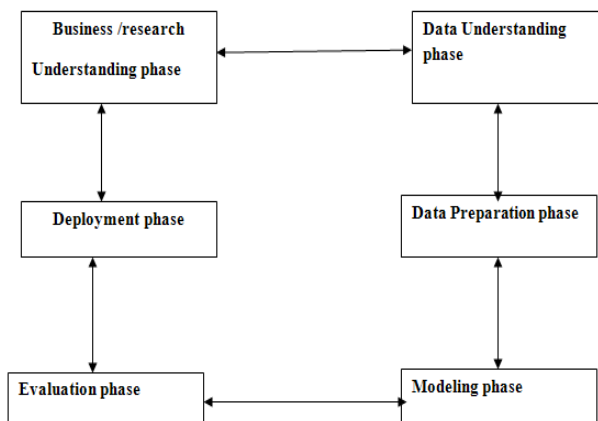 Business /research
Understanding phase
Data Understanding
phase
Deployment phase
Data Preparation phase
Evaluation phase
Modeling phase